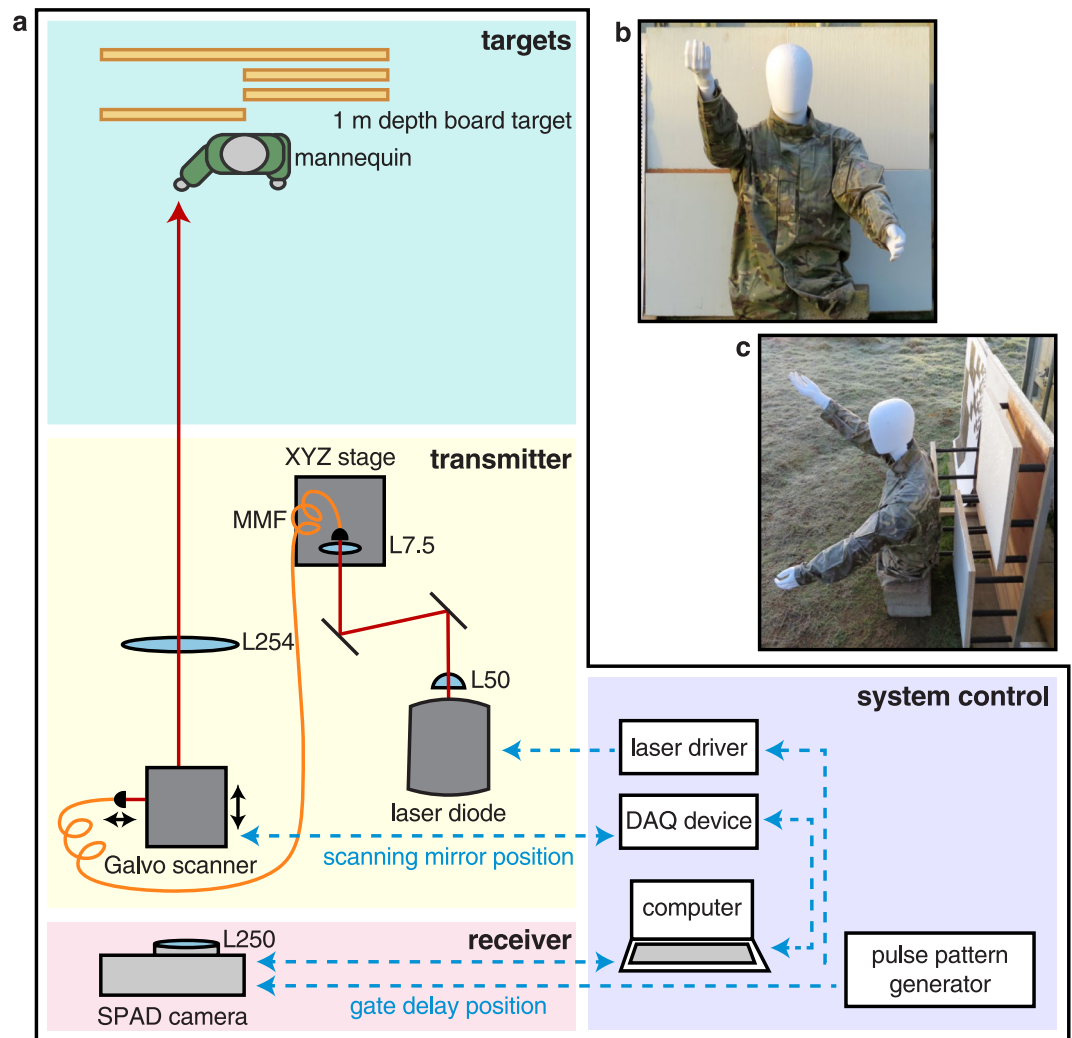 a
targets
1 m depth board target
mannequin
b
c
transmitter
XYZ stage
MMF
L7.5
L254
L50
laser diode
Galvo scanner
scanning mirror position
system control
laser driver
DAQ device
computer
pulse pattern
generator
receiver
L250
SPAD camera
gate delay position